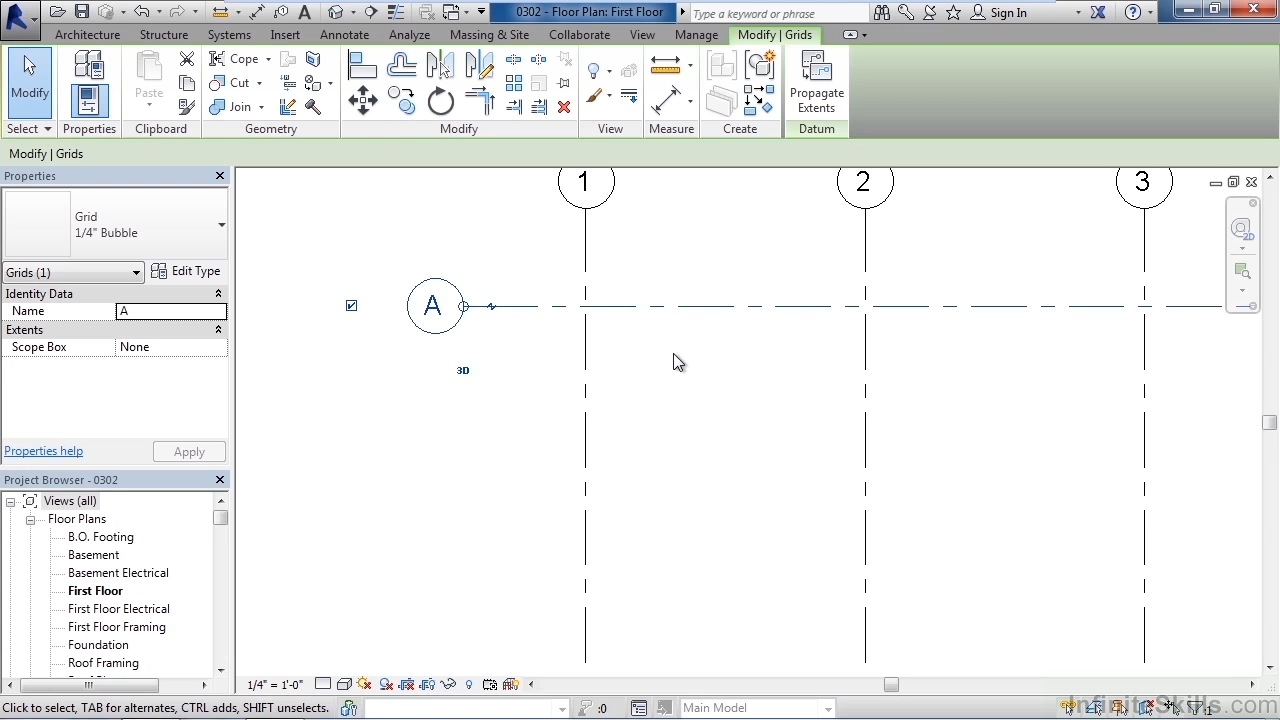 0302 - Floor Plan: First Floor
Type a keyword or phrase
Sign In
Architecture Structure Systems Insert Annotate Analyze Massing & Site Collaborate View Manage Modify | Grids
Modify
Paste
Cope
Cut
Join
Propagate
Extents
Select Properties Clipboard Geometry Modify View Measure Create Datum
Modify | Grids
Properties
Grid
1/4" Bubble
Grids (1)
Edit Type
Identity Data
Name A
Extents
Scope Box None
Properties help
Apply
Project Browser - 0302
Views (all)
Floor Plans
B.O. Footing
Basement
Basement Electrical
First Floor
First Floor Electrical
First Floor Framing
Foundation
Roof Framing
1 2 3
A
3D
2D
1/4" = 1'-0"
Click to select, TAB for alternates, CTRL adds, SHIFT unselects.
:0
Main Model
InfiniteSkills.com